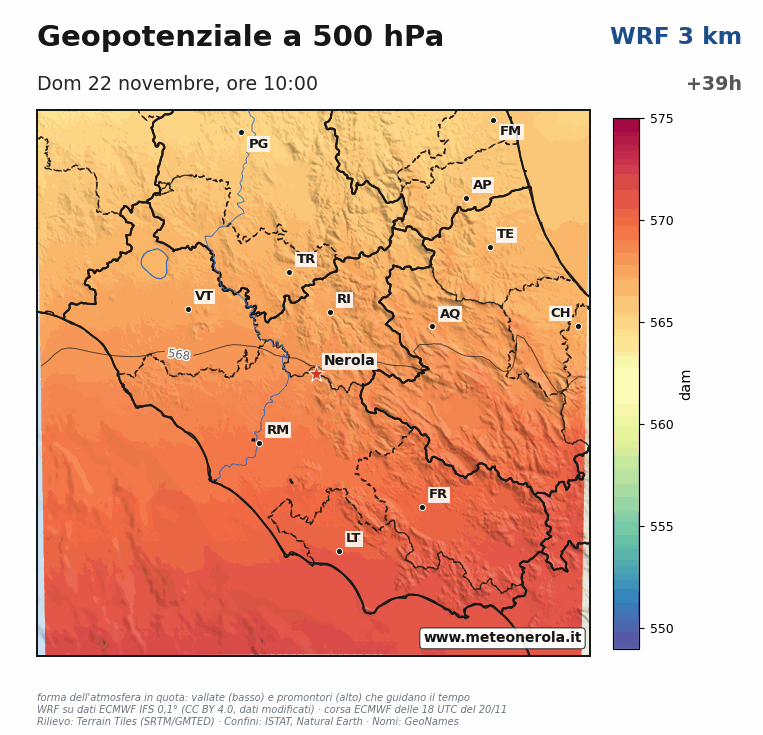 Geopotenziale a 500 hPa
WRF 3 km
Dom 22 novembre, ore 10:00
+39h
FM
PG
AP
TE
TR
VT
RI
AQ
CH
568
Nerola
RM
FR
LT
www.meteonerola.it
575
570
565
560
555
550
dam
forma dell'atmosfera in quota: vallate (basso) e promontori (alto) che guidano il tempo
WRF su dati ECMWF IFS 0,1° (CC BY 4.0, dati modificati) · corsa ECMWF delle 18 UTC del 20/11
Rilievo: Terrain Tiles (SRTM/GMTED) · Confini: ISTAT, Natural Earth · Nomi: GeoNames